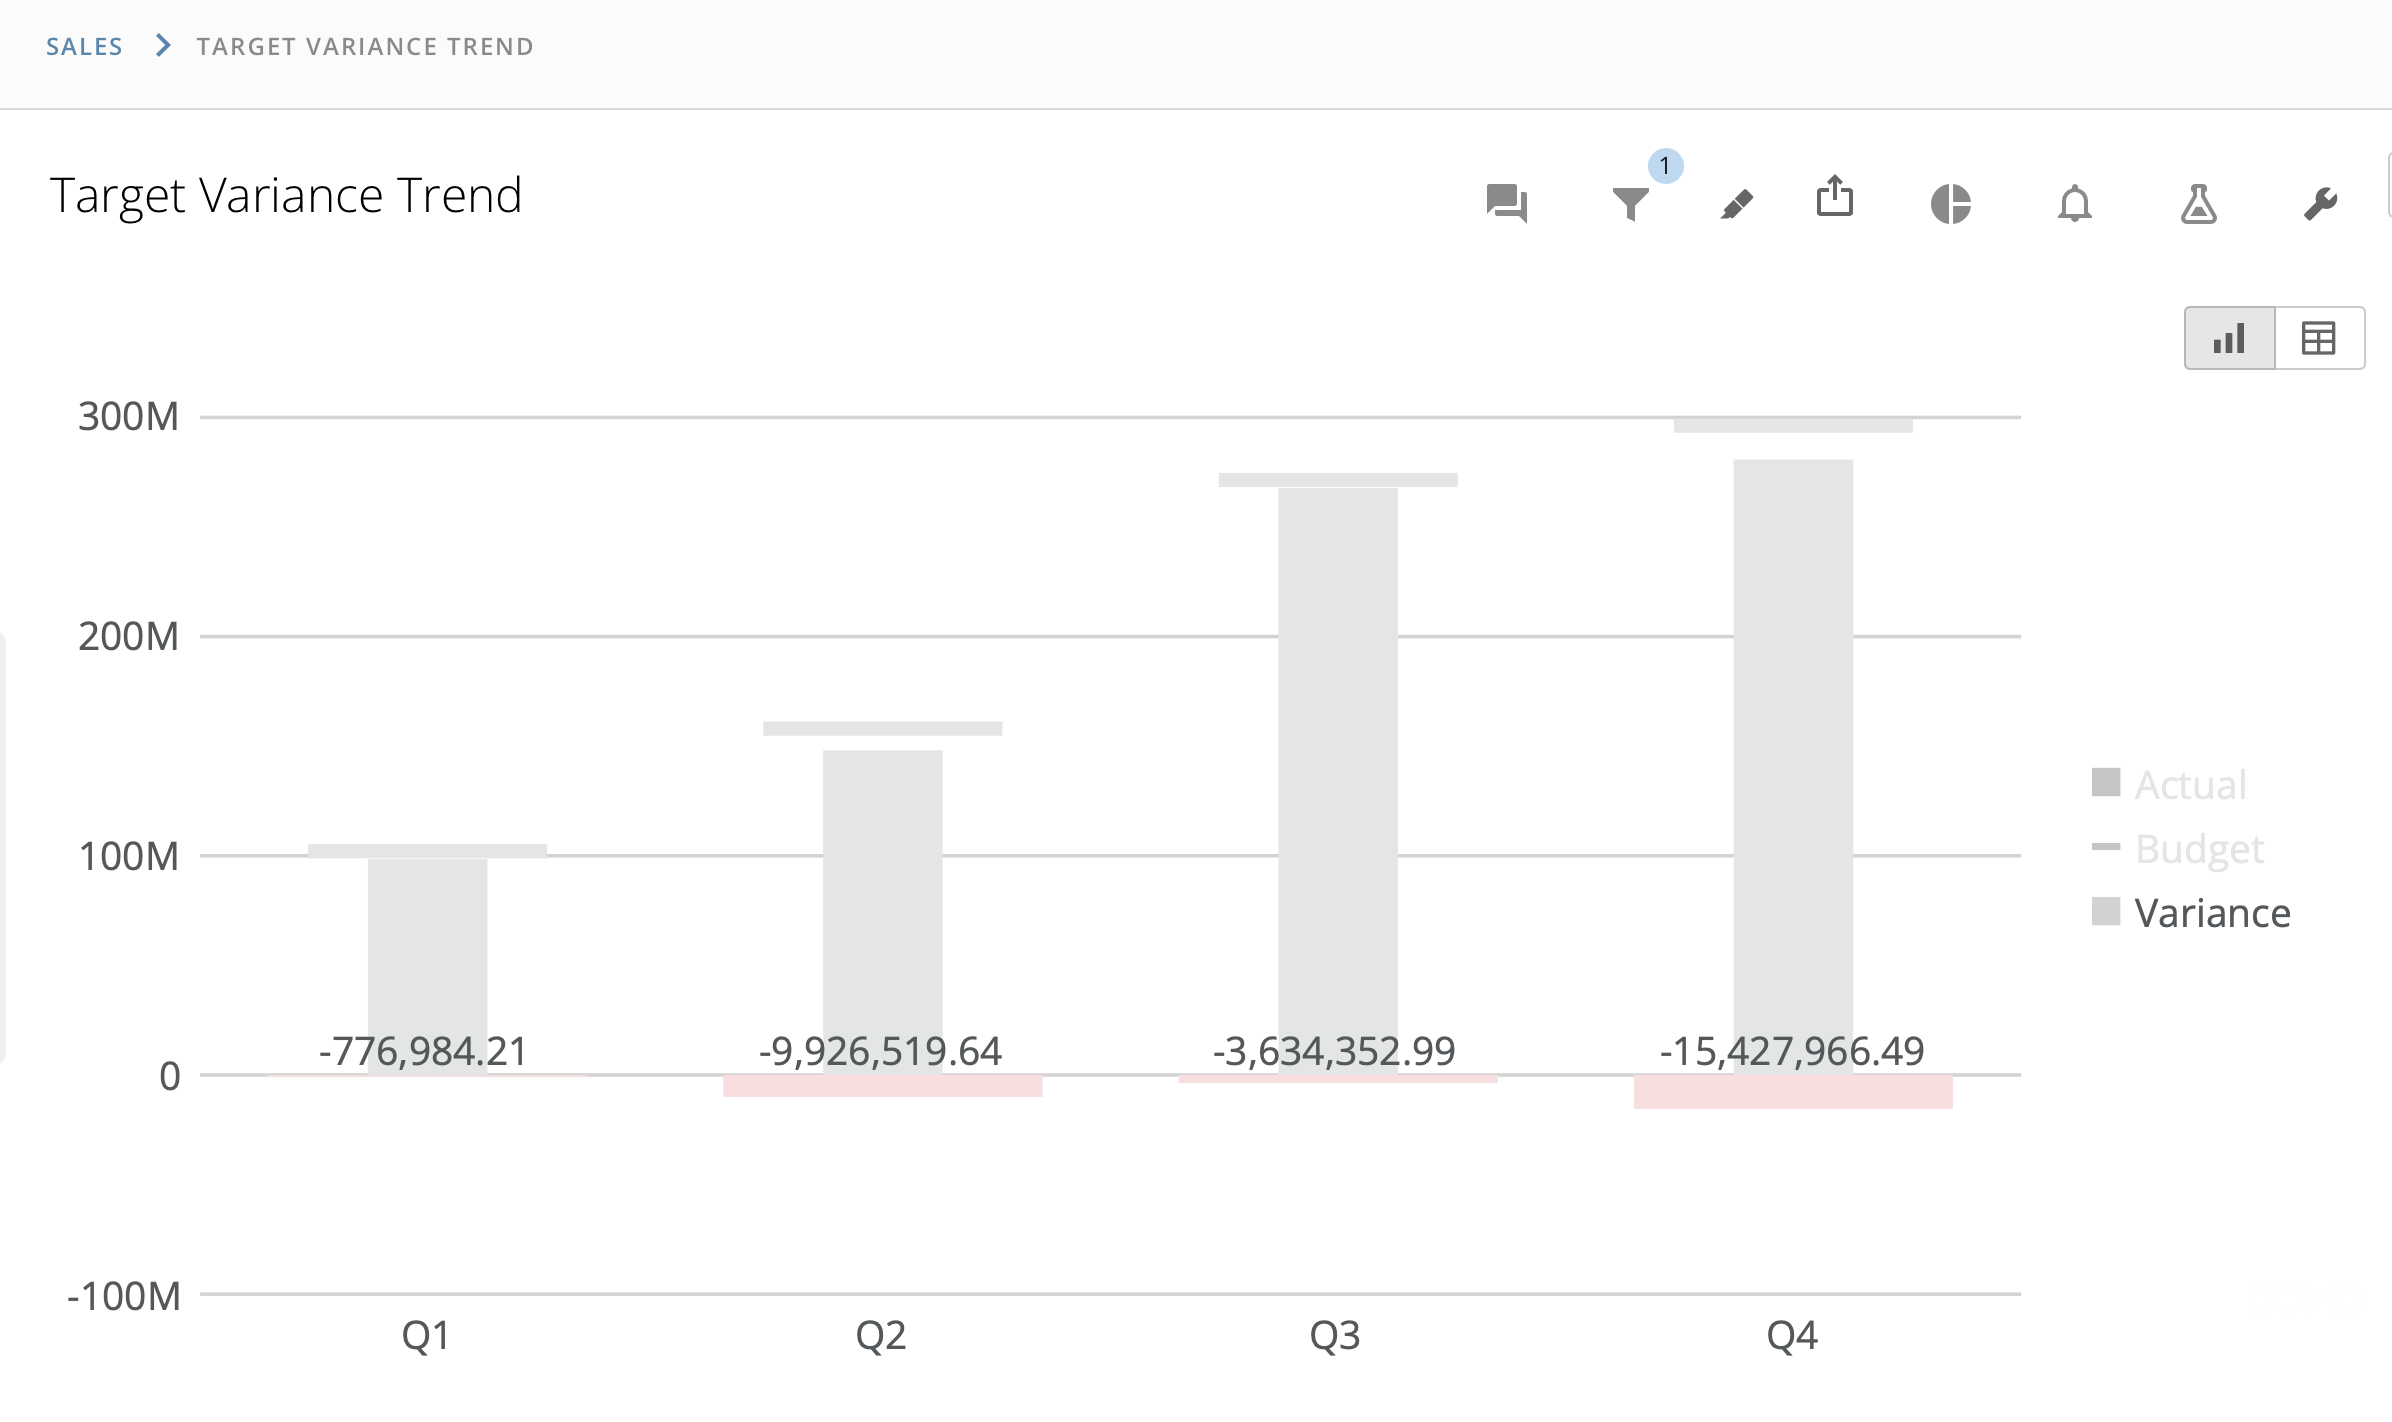 SALES > TARGET VARIANCE TREND
Target Variance Trend
1
300M
200M
100M
0
-100M
-776,984.21
-9,926,519.64
-3,634,352.99
-15,427,966.49
Q1
Q2
Q3
Q4
Actual
Budget
Variance